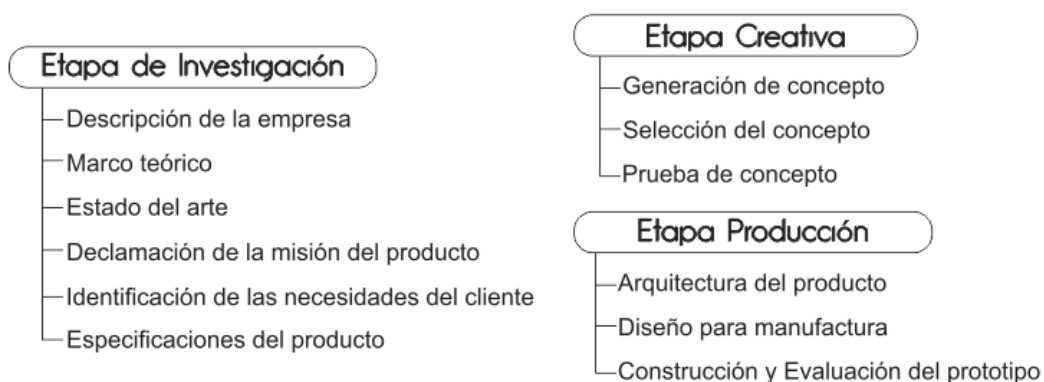 Etapa de Investigación
Descripción de la empresa
Marco teórico
Estado del arte
Declamación de la misión del producto
Identificación de las necesidades del cliente
Especificaciones del producto
Etapa Creativa
Generación de concepto
Selección del concepto
Prueba de concepto
Etapa Producción
Arquitectura del producto
Diseño para manufactura
Construcción y Evaluación del prototipo